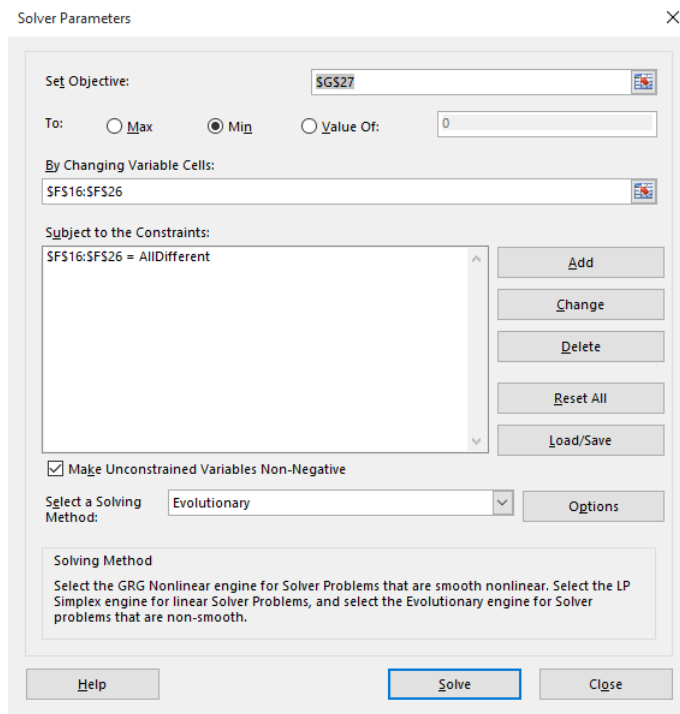 Solver Parameters
Set Objective:
$G$27
To:
Max
Min
Value Of:
0
By Changing Variable Cells:
$F$16:$F$26
Subject to the Constraints:
$F$16:$F$26 = AllDifferent
Add
Change
Delete
Reset All
Load/Save
Make Unconstrained Variables Non-Negative
Select a Solving
Method:
Evolutionary
Options
Solving Method
Select the GRG Nonlinear engine for Solver Problems that are smooth nonlinear. Select the LP
Simplex engine for linear Solver Problems, and select the Evolutionary engine for Solver
problems that are non-smooth.
Help
Solve
Close